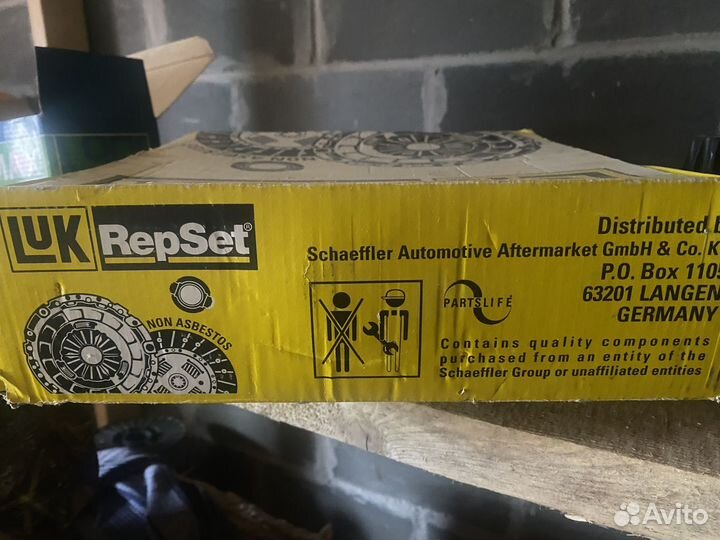 LUK
RepSet®
NON ASBESTOS
PARTSLIFE
Distributed
Schaeffler Automotive Aftermarket GmbH & Co. K
P.O. Box 1105
63201 LANGEN
GERMANY
Contains quality components
purchased from an entity of the
Schaeffler Group or unaffiliated entities
Avito